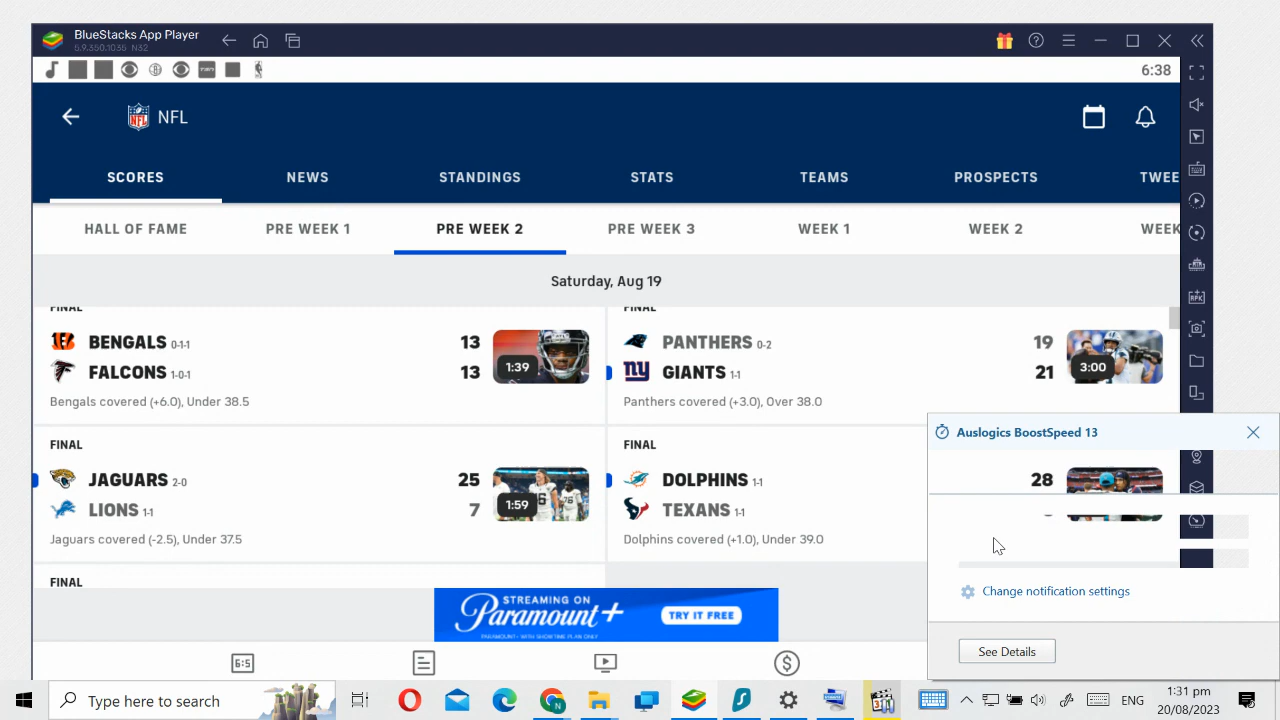 BlueStacks App Player
5.9.350.1035 N32
6:38
NFL
SCORES NEWS STANDINGS STATS TEAMS PROSPECTS TWEE
HALL OF FAME PRE WEEK 1 PRE WEEK 2 PRE WEEK 3 WEEK 1 WEEK 2 WEEK
Saturday, Aug 19
FINAL
BENGALS 0-1-1 13
FALCONS 1-0-1 13
1:39
Bengals covered (+6.0), Under 38.5
FINAL
PANTHERS 0-2 19
GIANTS 1-1 21
3:00
Panthers covered (+3.0), Over 38.0
FINAL
JAGUARS 2-0 25
LIONS 1-1 7
1:59
Jaguars covered (-2.5), Under 37.5
FINAL
DOLPHINS 1-1 28
TEXANS 1-1
Dolphins covered (+1.0), Under 39.0
FINAL
STREAMING ON
Paramount+
TRY IT FREE
PARAMOUNT+ WITH SHOWTIME PLAN ONLY
Auslogics BoostSpeed 13
Change notification settings
See Details
Type here to search
ENG
1:31 pm
20/08/2023